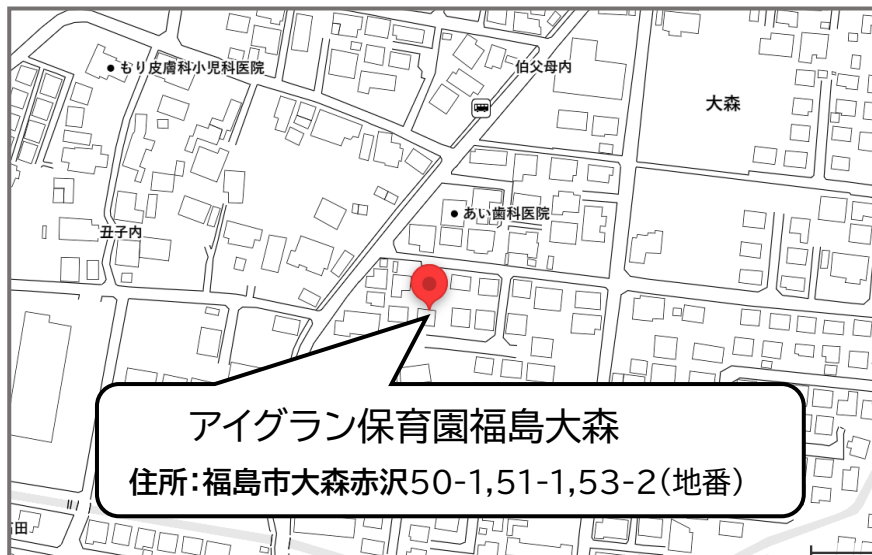 ● もり皮膚科小児科医院
伯父母内
大森
● あい歯科医院
丑子内
アイグラン保育園福島大森
住所：福島市大森赤沢50-1,51-1,53-2（地番）
田